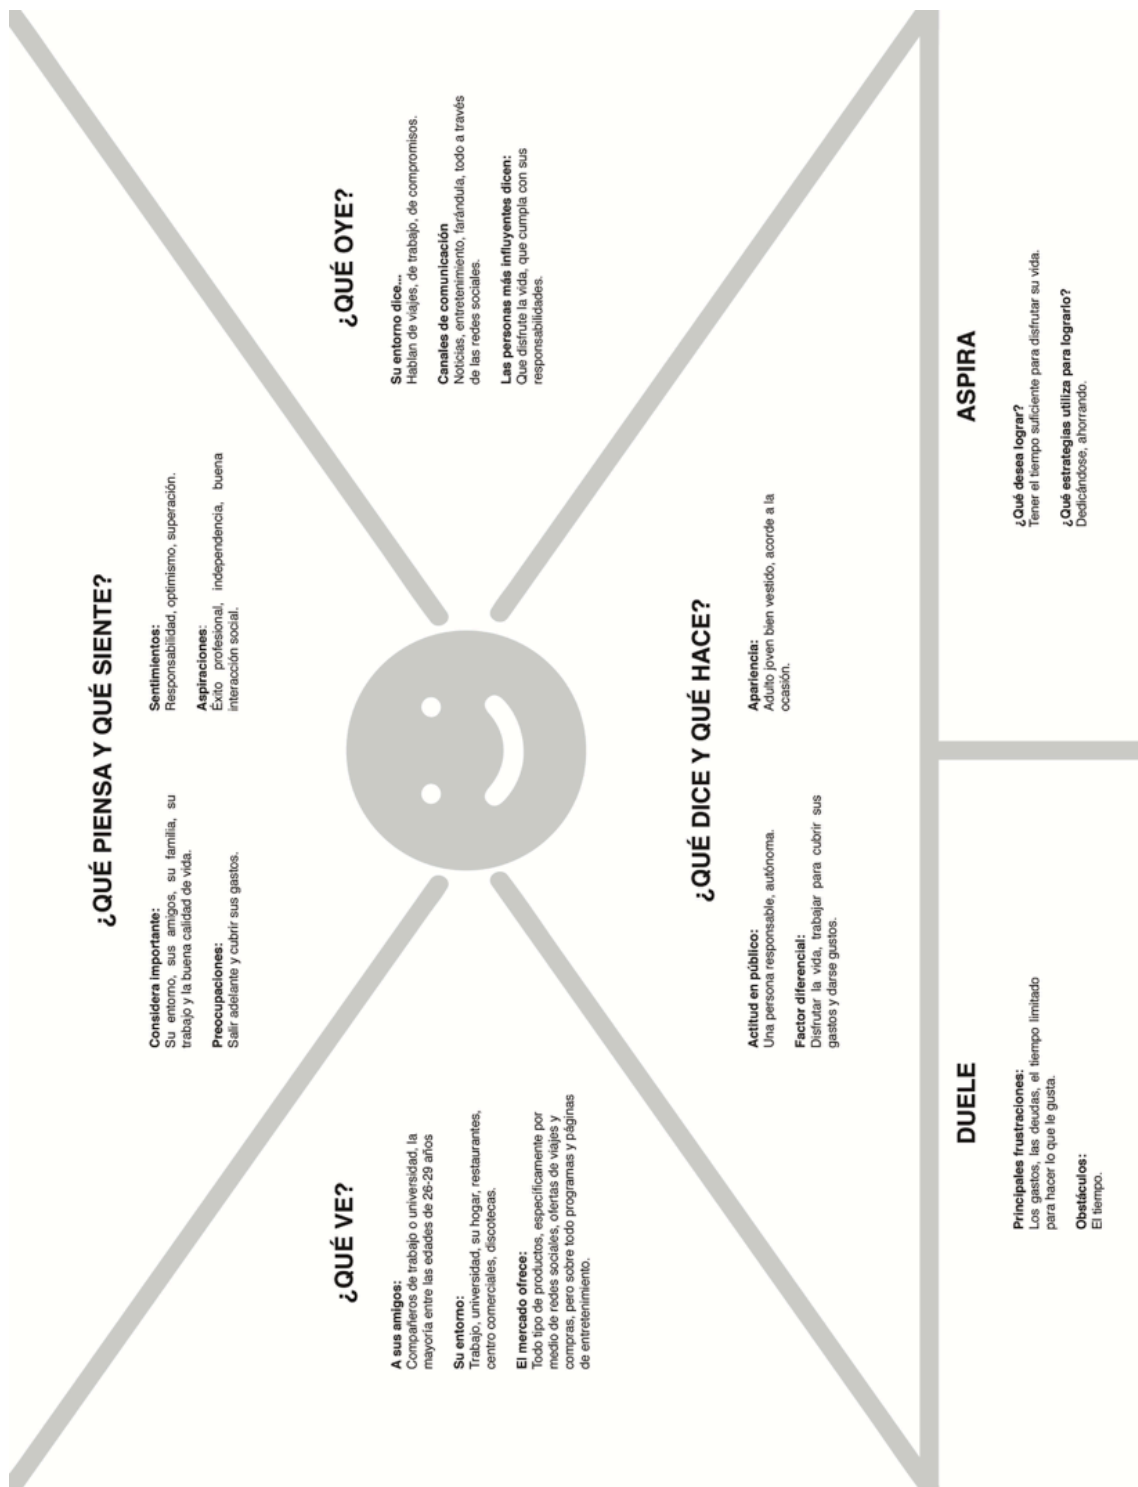 ¿QUÉ PIENSA Y QUÉ SIENTE?
Considera importante:
Su entorno, sus amigos, su familia, su
trabajo y la buena calidad de vida.
Preocupaciones:
Salir adelante y cubrir sus gastos.
Sentimientos:
Responsabilidad, optimismo, superación.
Aspiraciones:
Éxito profesional, independencia, buena
interacción social.
¿QUÉ VE?
A sus amigos:
Compañeros de trabajo o universidad, la
mayoría entre las edades de 26-29 años
Su entorno:
Trabajo, universidad, su hogar, restaurantes,
centro comerciales, discotecas.
El mercado ofrece:
Todo tipo de productos, específicamente por
medio de redes sociales, ofertas de viajes y
compras, pero sobre todo programas y páginas
de entretenimiento.
¿QUÉ OYE?
Su entorno dice...
Hablan de viajes, de trabajo, de compromisos.
Canales de comunicación
Noticias, entretenimiento, farándula, todo a través
de las redes sociales.
Las personas más influyentes dicen:
Que disfrute la vida, que cumpla con sus
responsabilidades.
¿QUÉ DICE Y QUÉ HACE?
Actitud en público:
Una persona responsable, autónoma.
Factor diferencial:
Disfrutar la vida, trabajar para cubrir sus
gastos y darse gustos.
Apariencia:
Adulto joven bien vestido, acorde a la
ocasión.
DUELE
Principales frustraciones:
Los gastos, las deudas, el tiempo limitado
para hacer lo que le gusta.
Obstáculos:
El tiempo.
ASPIRA
¿Qué desea lograr?
Tener el tiempo suficiente para disfrutar su vida.
¿Qué estrategias utiliza para lograrlo?
Dedicándose, ahorrando.